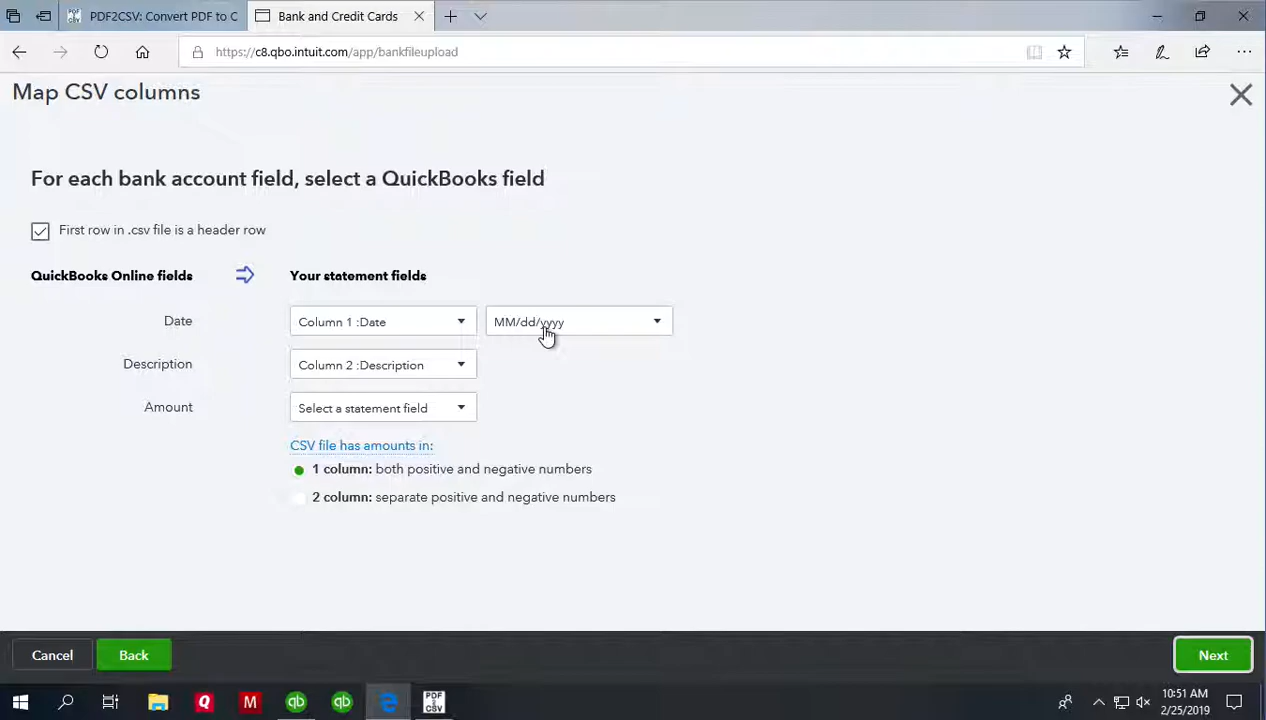 PDF2CSV: Convert PDF to C
Bank and Credit Cards
https://c8.qbo.intuit.com/app/bankfileupload
Map CSV columns
For each bank account field, select a QuickBooks field
First row in .csv file is a header row
QuickBooks Online fields
Your statement fields
Date
Column 1 :Date
MM/dd/yyyy
Description
Column 2 :Description
Amount
Select a statement field
CSV file has amounts in:
1 column: both positive and negative numbers
2 column: separate positive and negative numbers
Cancel
Back
Next
Q
M
qb
qb
PDF
CSV
10:51 AM
2/25/2019